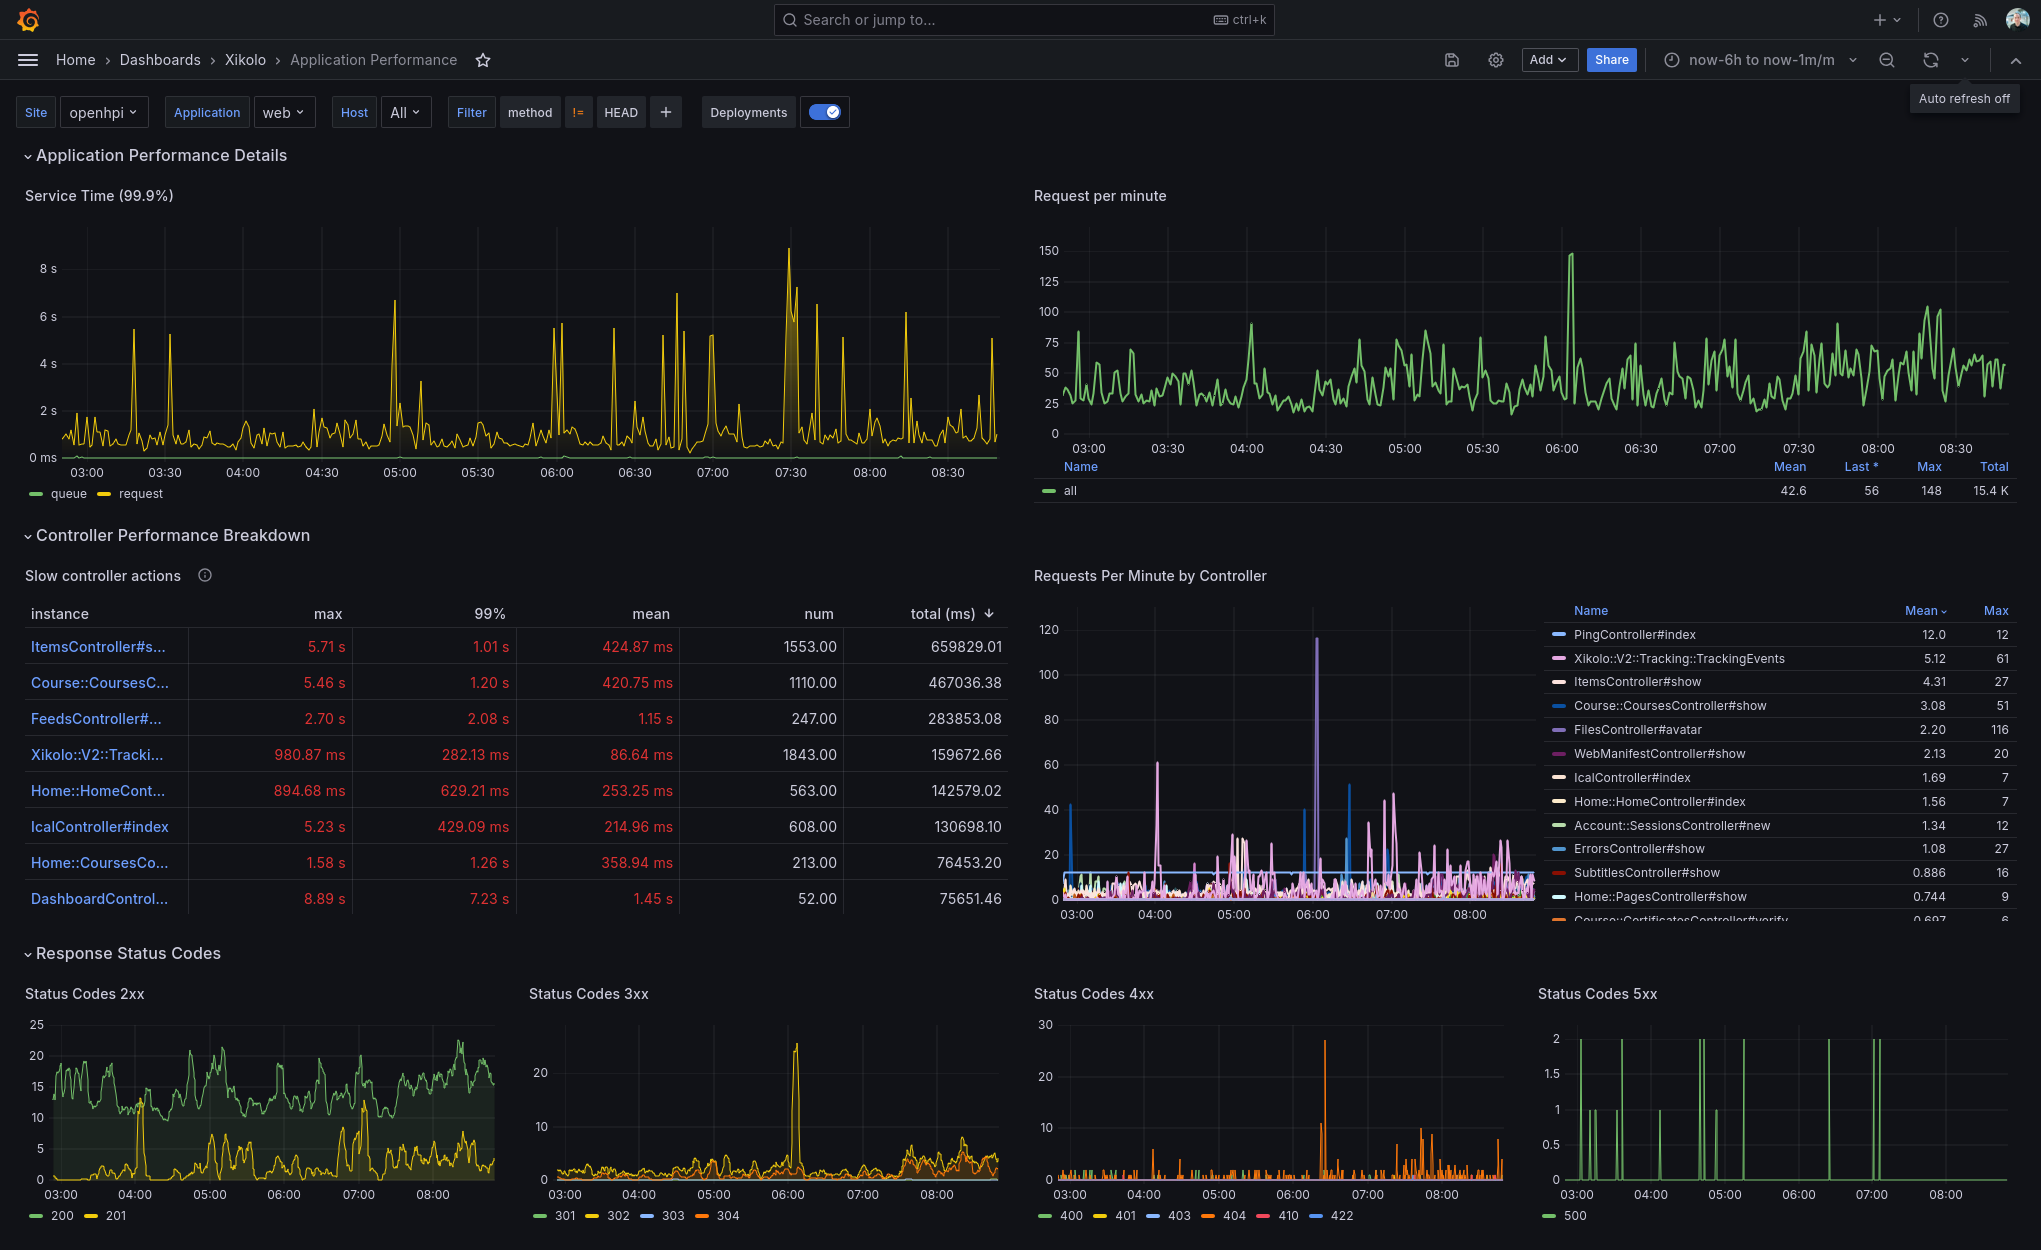 Search or jump to...
ctrl+k
Home › Dashboards › Xikolo › Application Performance
Add
Share
now-6h to now-1m/m
Auto refresh off
Site openhpi Application web Host All Filter method != HEAD + Deployments
Application Performance Details
Service Time (99.9%)
8 s
6 s
4 s
2 s
0 ms
03:00 03:30 04:00 04:30 05:00 05:30 06:00 06:30 07:00 07:30 08:00 08:30
queue request
Request per minute
150
125
100
75
50
25
0
03:00 03:30 04:00 04:30 05:00 05:30 06:00 06:30 07:00 07:30 08:00 08:30
Name Mean Last * Max Total
all 42.6 56 148 15.4 K
Controller Performance Breakdown
Slow controller actions
instance max 99% mean num total (ms)
ItemsController#s... 5.71 s 1.01 s 424.87 ms 1553.00 659829.01
Course::CoursesC... 5.46 s 1.20 s 420.75 ms 1110.00 467036.38
FeedsController#... 2.70 s 2.08 s 1.15 s 247.00 283853.08
Xikolo::V2::Tracki... 980.87 ms 282.13 ms 86.64 ms 1843.00 159672.66
Home::HomeCont... 894.68 ms 629.21 ms 253.25 ms 563.00 142579.02
IcalController#index 5.23 s 429.09 ms 214.96 ms 608.00 130698.10
Home::CoursesCo... 1.58 s 1.26 s 358.94 ms 213.00 76453.20
DashboardControl... 8.89 s 7.23 s 1.45 s 52.00 75651.46
Requests Per Minute by Controller
120
100
80
60
40
20
0
03:00 04:00 05:00 06:00 07:00 08:00
Name Mean Max
PingController#index 12.0 12
Xikolo::V2::Tracking::TrackingEvents 5.12 61
ItemsController#show 4.31 27
Course::CoursesController#show 3.08 51
FilesController#avatar 2.20 116
WebManifestController#show 2.13 20
IcalController#index 1.69 7
Home::HomeController#index 1.56 7
Account::SessionsController#new 1.34 12
ErrorsController#show 1.08 27
SubtitlesController#show 0.886 16
Home::PagesController#show 0.744 9
Course::CertificatesController#verify 0.697 6
Response Status Codes
Status Codes 2xx
25
20
15
10
5
0
03:00 04:00 05:00 06:00 07:00 08:00
200 201
Status Codes 3xx
20
10
0
03:00 04:00 05:00 06:00 07:00 08:00
301 302 303 304
Status Codes 4xx
30
20
10
0
03:00 04:00 05:00 06:00 07:00 08:00
400 401 403 404 410 422
Status Codes 5xx
2
1.5
1
0.5
0
03:00 04:00 05:00 06:00 07:00 08:00
500